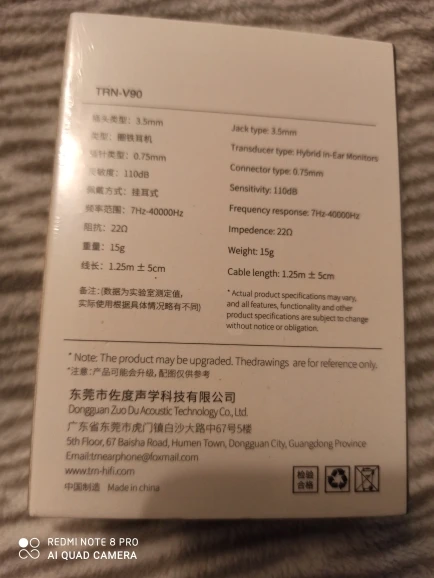 TRN-V90
插头类型：3.5mm
类型：圈铁耳机
插针类型：0.75mm
灵敏度：110dB
佩戴方式：挂耳式
频率范围：7Hz-40000Hz
阻抗：22Ω
重量：15g
线长：1.25m ± 5cm
备注：(数据为实验室测定值，
实际使用根据具体情况略有不同)
Jack type: 3.5mm
Transducer type: Hybrid in-Ear Monitors
Connector type: 0.75mm
Sensitivity: 110dB
Frequency response: 7Hz-40000Hz
Impedence: 22Ω
Weight: 15g
Cable length: 1.25m ± 5cm
* Actual product specifications may vary,
and all features, functionality and other
product specifications are subject to change
without notice or obligation.
* Note: The product may be upgraded. Thedrawings are for reference only.
*注意：产品可能会升级，配图仅供参考
东莞市佐度声学科技有限公司
Dongguan Zuo Du Acoustic Technology Co., Ltd.
广东省东莞市虎门镇白沙大路中67号5楼
5th Floor, 67 Baisha Road, Humen Town, Dongguan City, Guangdong Province
Email:trnearphone@foxmail.com
www.trn-hifi.com
中国制造 Made in china
检验
合格
REDMI NOTE 8 PRO
AI QUAD CAMERA